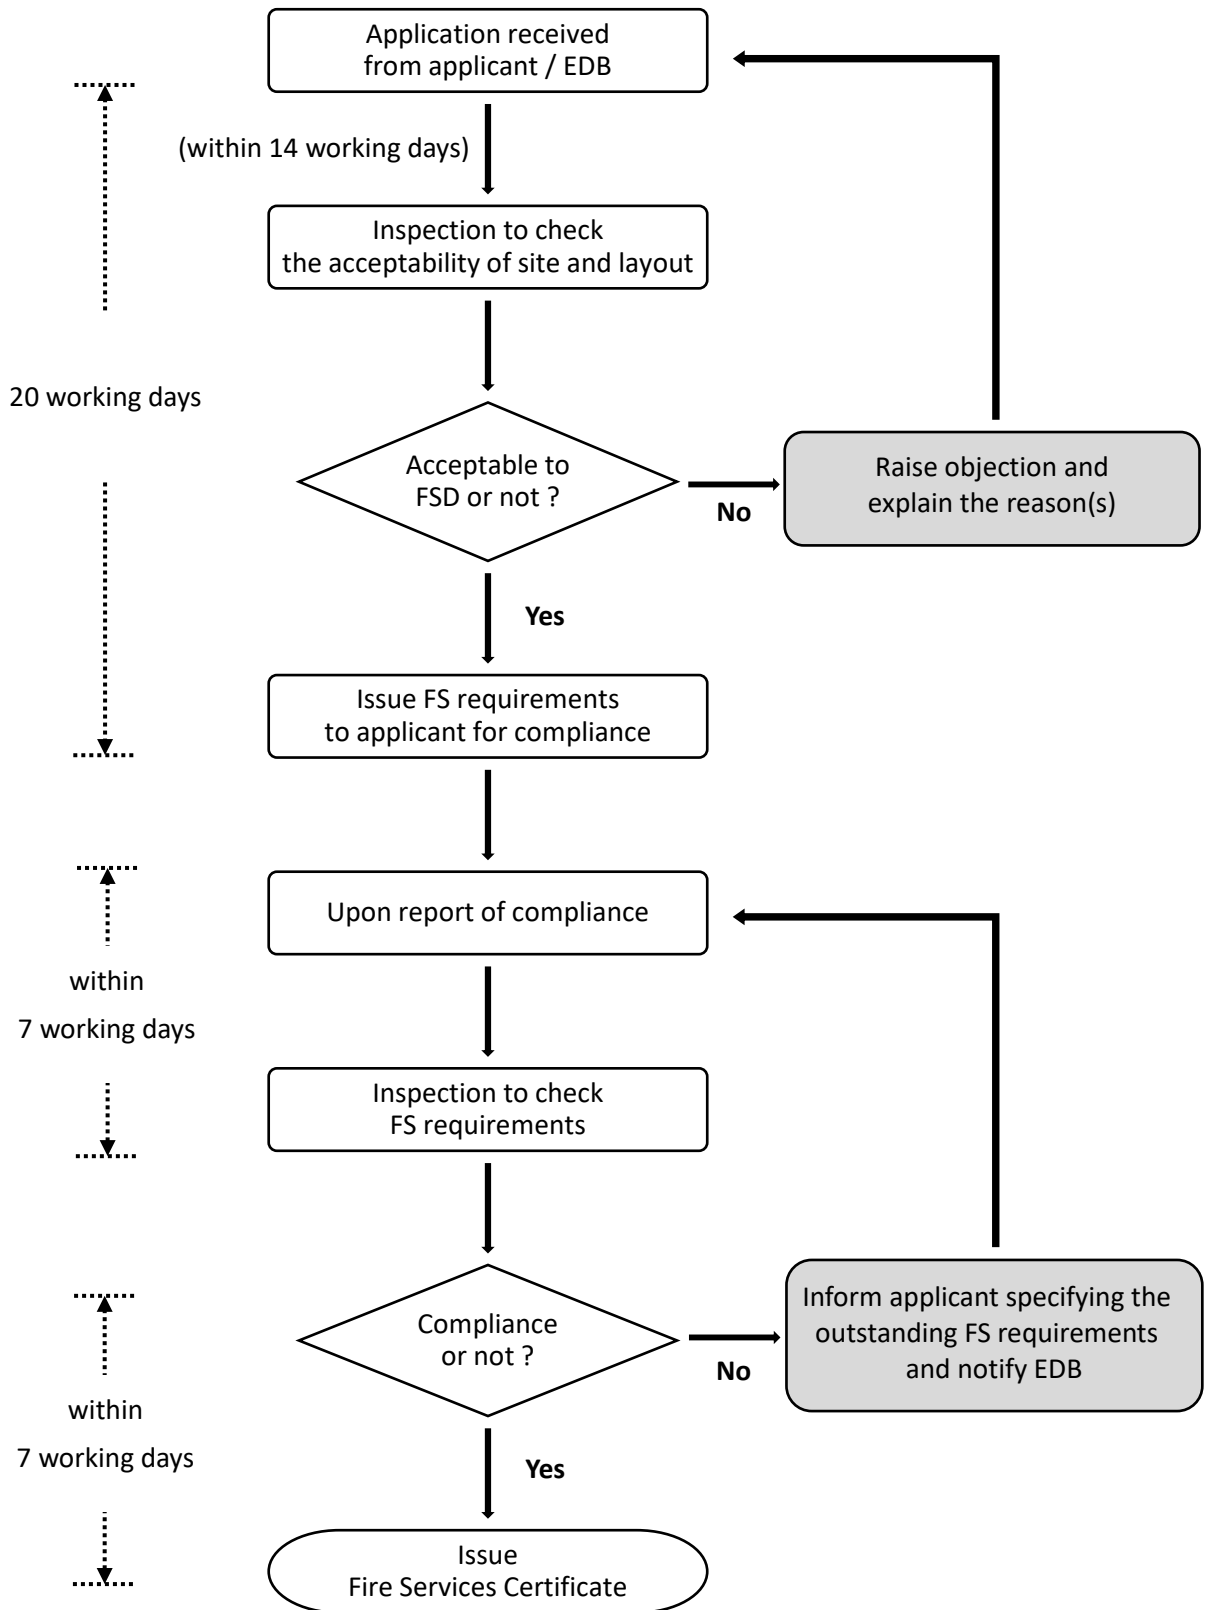 Application received
from applicant / EDB
(within 14 working days)
Inspection to check
the acceptability of site and layout
20 working days
Acceptable to
FSD or not ?
No
Raise objection and
explain the reason(s)
Yes
Issue FS requirements
to applicant for compliance
Upon report of compliance
within
7 working days
Inspection to check
FS requirements
Compliance
or not ?
No
Inform applicant specifying the
outstanding FS requirements
and notify EDB
within
7 working days
Yes
Issue
Fire Services Certificate